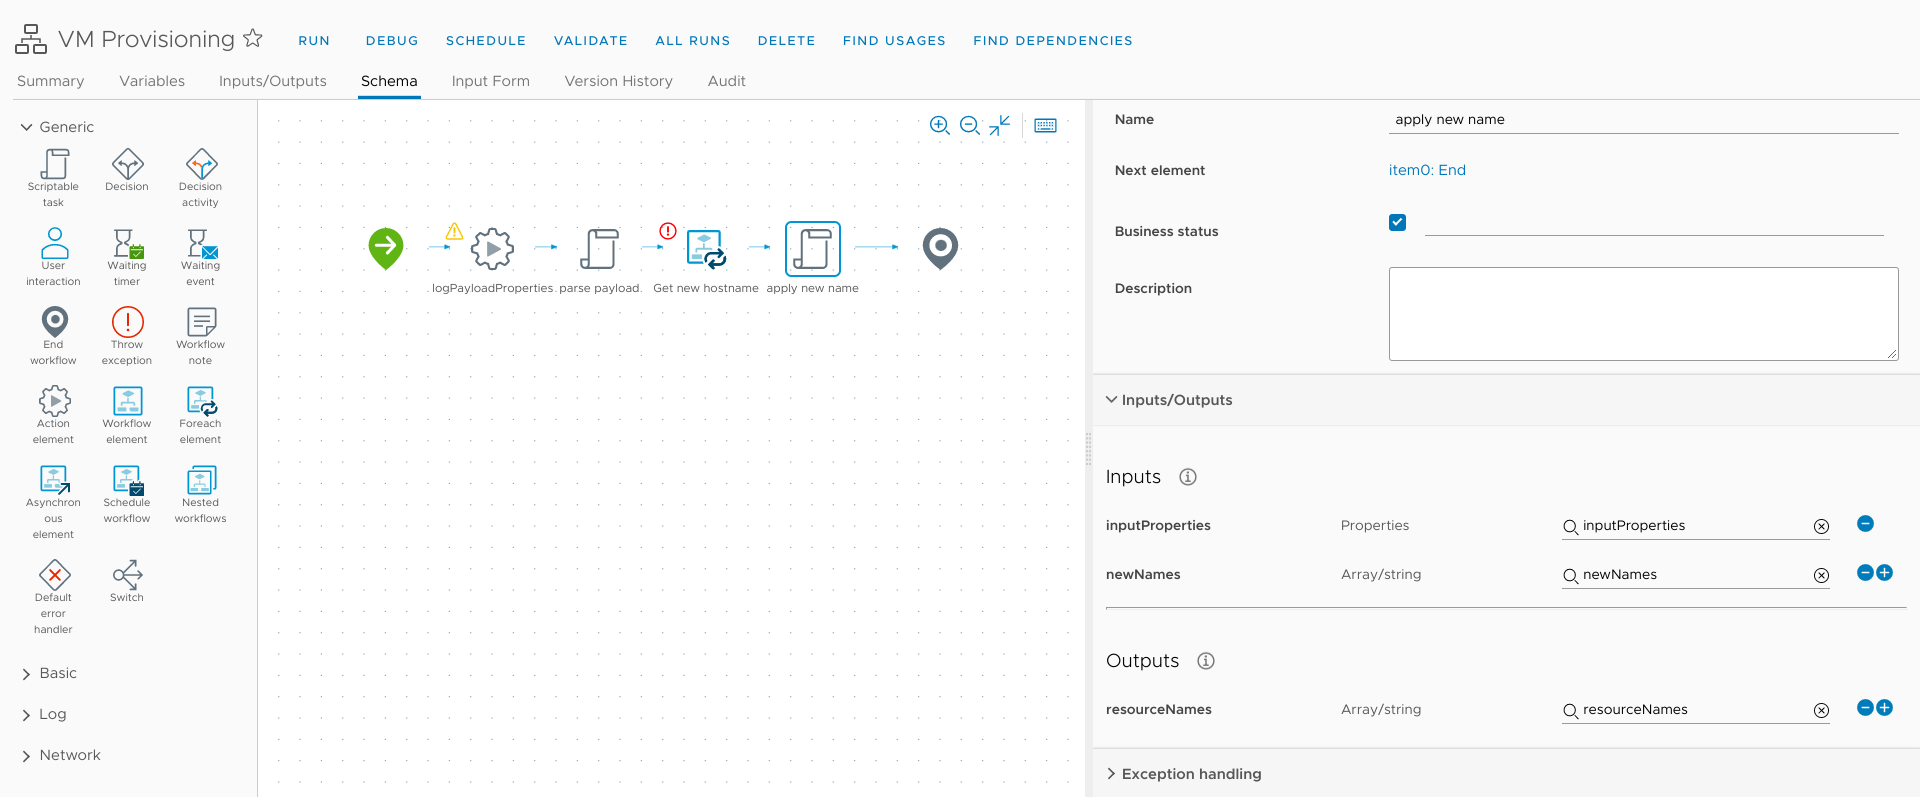 VM Provisioning
RUN
DEBUG
SCHEDULE
VALIDATE
ALL RUNS
DELETE
FIND USAGES
FIND DEPENDENCIES
Summary
Variables
Inputs/Outputs
Schema
Input Form
Version History
Audit
Generic
Scriptable
task
Decision
Decision
activity
User
interaction
Waiting
timer
Waiting
event
End
workflow
Throw
exception
Workflow
note
Action
element
Workflow
element
Foreach
element
Asynchron
ous
element
Schedule
workflow
Nested
workflows
Default
error
handler
Switch
Basic
Log
Network
logPayloadProperties
parse payload
Get new hostname
apply new name
Name
apply new name
Next element
item0: End
Business status
Description
Inputs/Outputs
Inputs
inputProperties
Properties
inputProperties
newNames
Array/string
newNames
Outputs
resourceNames
Array/string
resourceNames
Exception handling